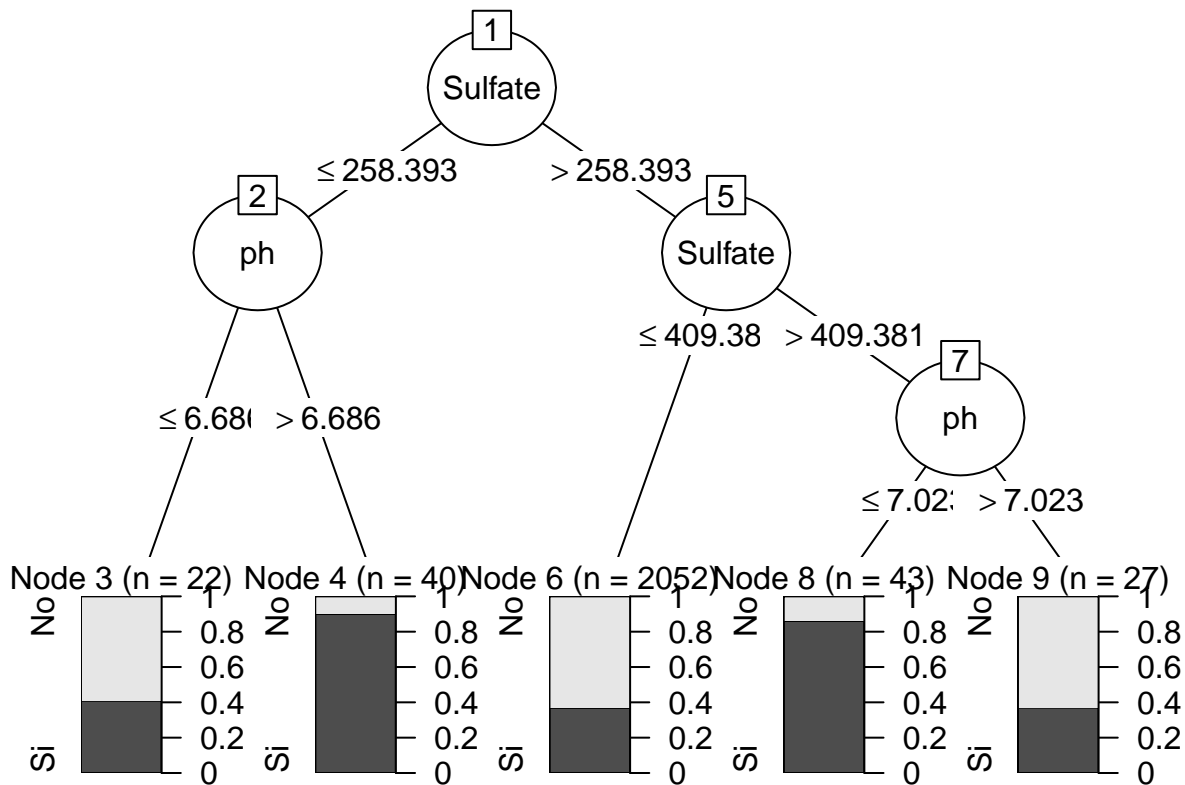 1
Sulfate
≤ 258.393
> 258.393
2
ph
5
Sulfate
≤ 409.38
> 409.381
7
ph
≤ 6.686
> 6.686
≤ 7.023
> 7.023
Node 3 (n = 22)
Node 4 (n = 40)
Node 6 (n = 2052)
Node 8 (n = 43)
Node 9 (n = 27)
No
Si
1
0.8
0.6
0.4
0.2
0
No
Si
1
0.8
0.6
0.4
0.2
0
No
Si
1
0.8
0.6
0.4
0.2
0
No
Si
1
0.8
0.6
0.4
0.2
0
No
Si
1
0.8
0.6
0.4
0.2
0